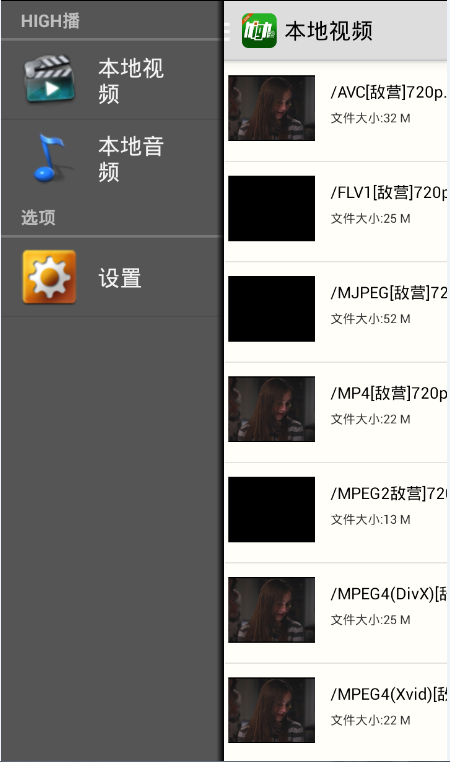 HIGH播
本地视
频
本地音
频
选项
设置
本地视频
/AVC[敌营]720p.
文件大小:32 M
/FLV1[敌营]720p
文件大小:25 M
/MJPEG[敌营]72
文件大小:52 M
/MP4[敌营]720p
文件大小:22 M
/MPEG2敌营]720
文件大小:13 M
/MPEG4(DivX)[敌
文件大小:25 M
/MPEG4(Xvid)[敌
文件大小:22 M